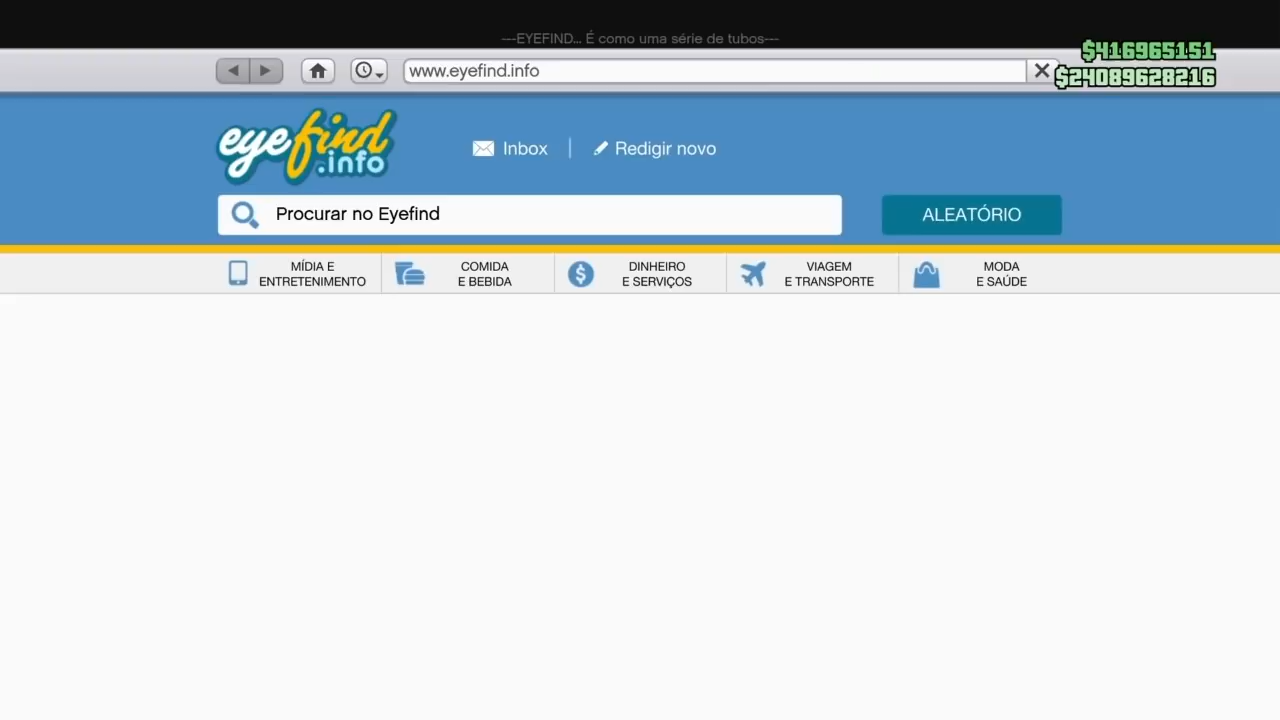 ---EYEFIND... É como uma série de tubos---
$416965151
www.eyefind.info
$24089628216
eyefind.info
Inbox
Redigir novo
Procurar no Eyefind
ALEATÓRIO
MÍDIA E
ENTRETENIMENTO
COMIDA
E BEBIDA
DINHEIRO
E SERVIÇOS
VIAGEM
E TRANSPORTE
MODA
E SAÚDE